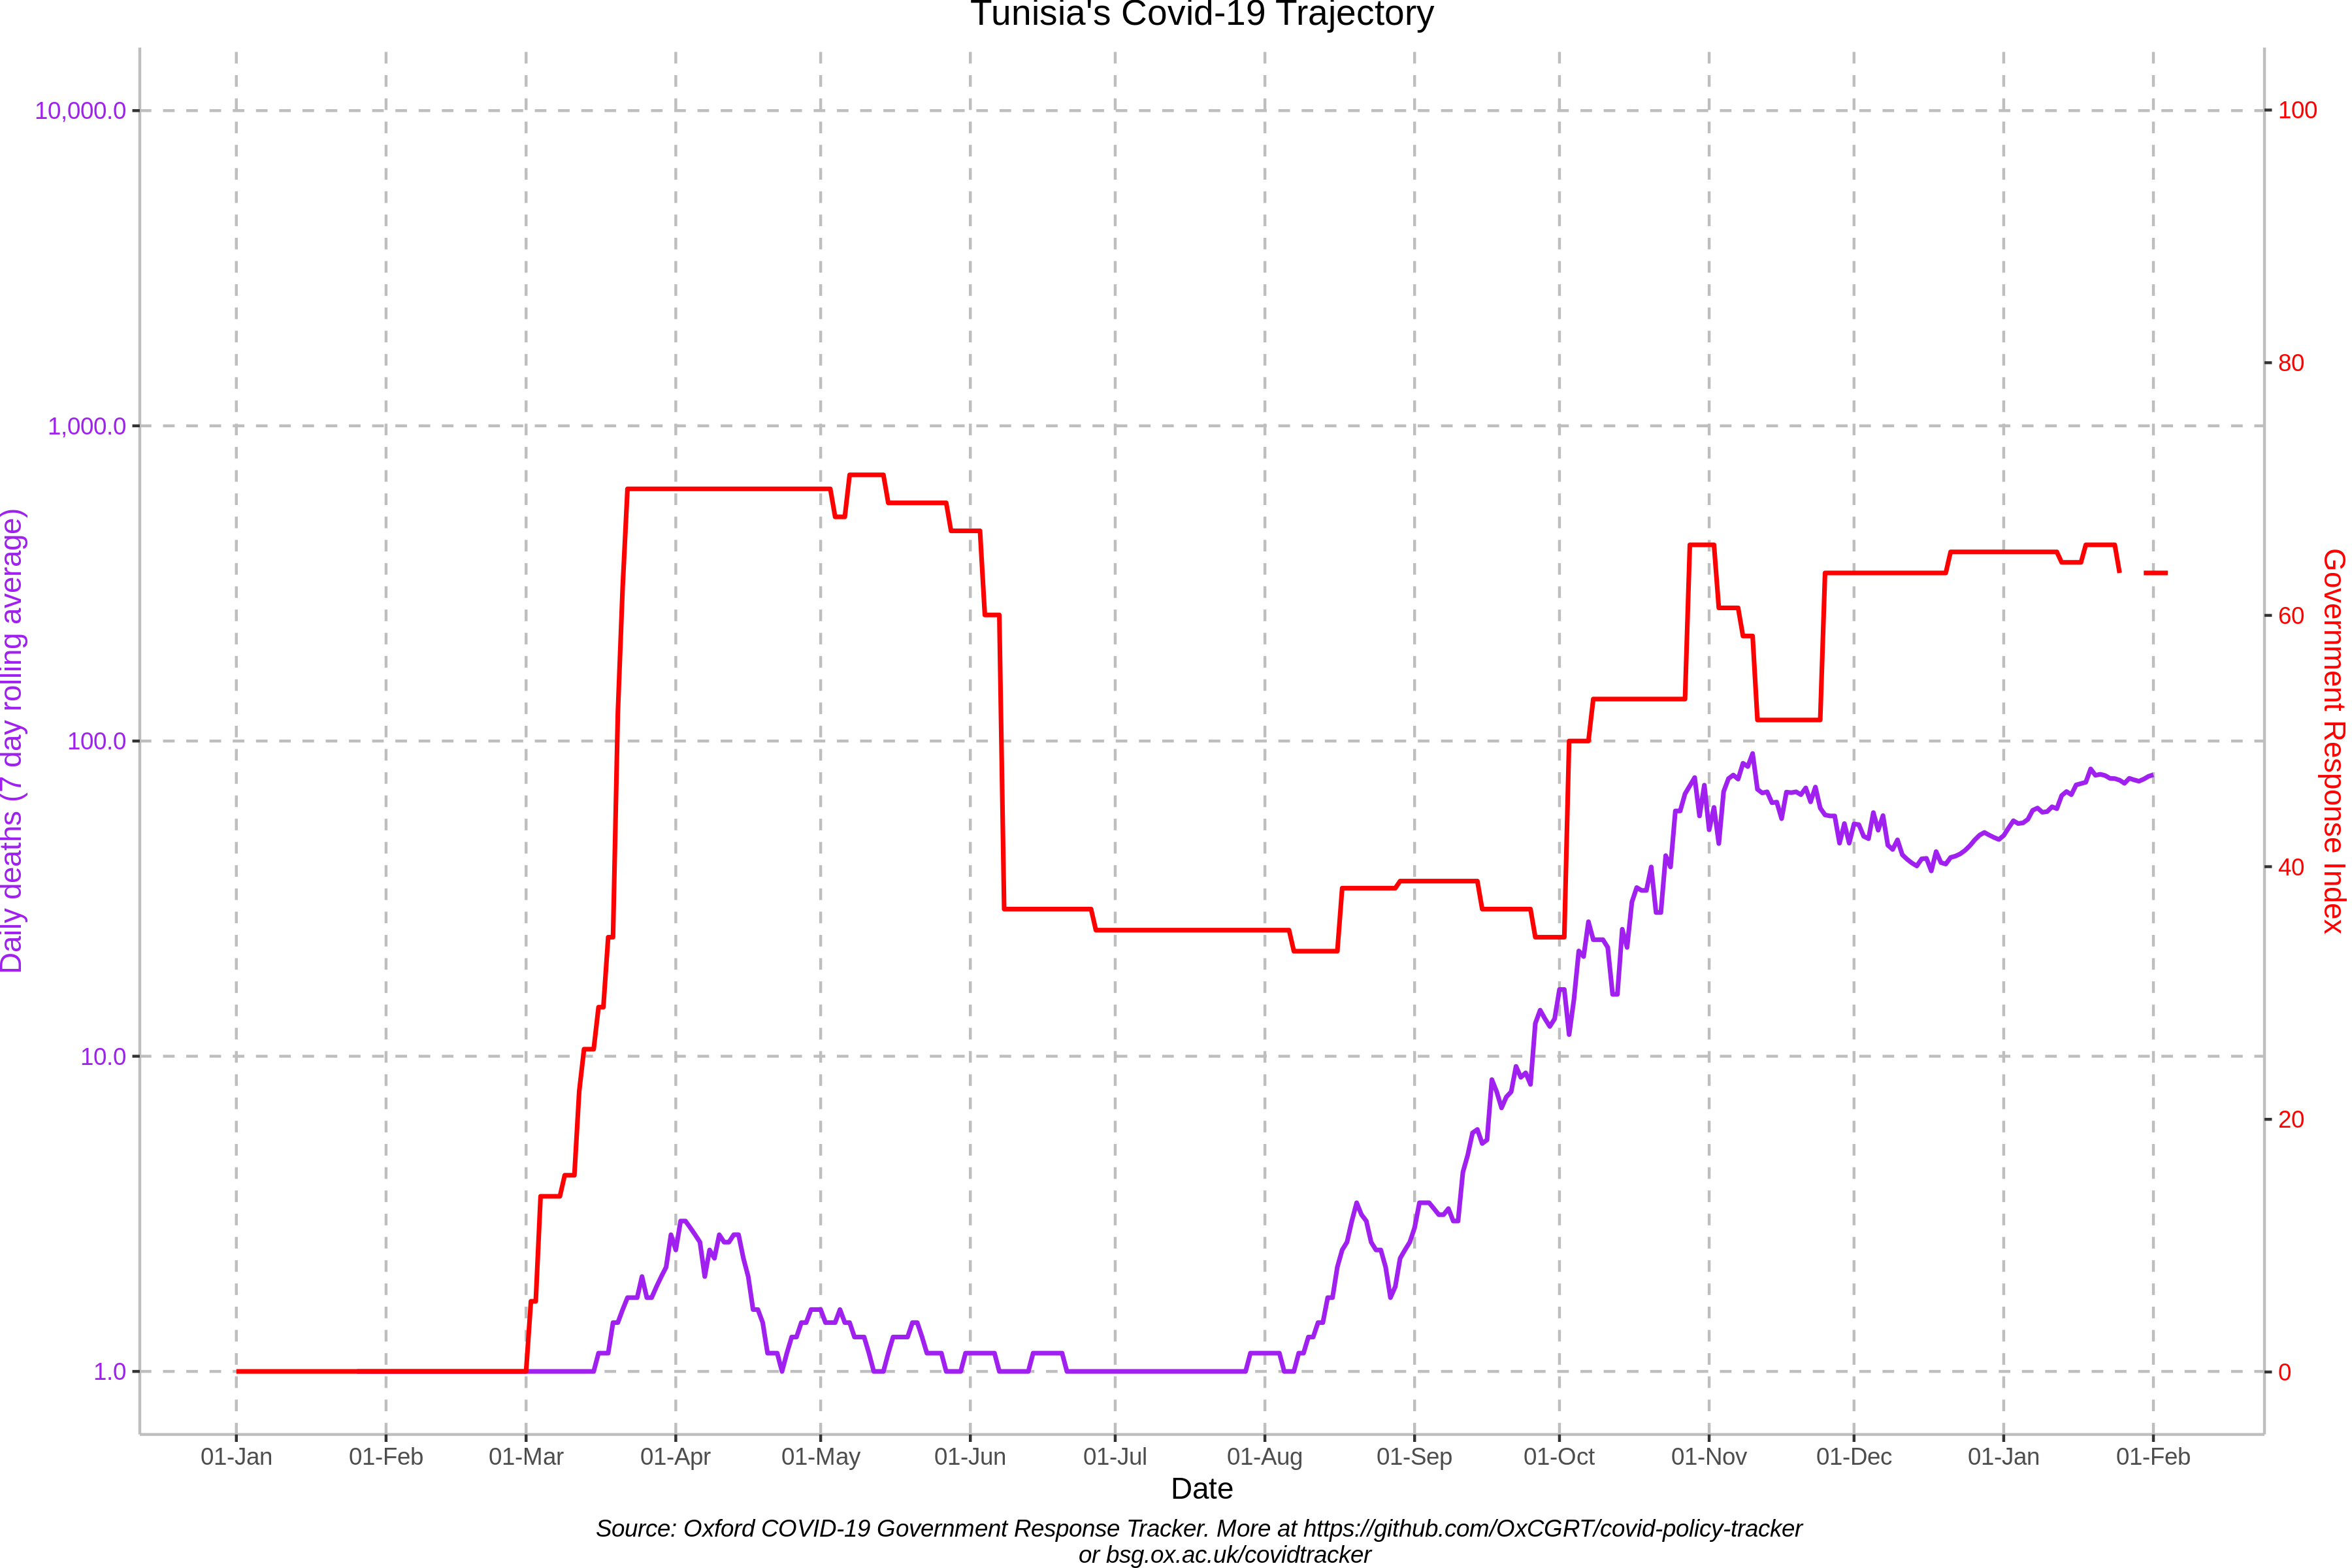 Tunisia's Covid-19 Trajectory
10,000.0
1,000.0
100.0
10.0
1.0
Daily deaths (7 day rolling average)
100
80
60
40
20
0
Government Response Index
01-Jan 01-Feb 01-Mar 01-Apr 01-May 01-Jun 01-Jul 01-Aug 01-Sep 01-Oct 01-Nov 01-Dec 01-Jan 01-Feb
Date
Source: Oxford COVID-19 Government Response Tracker. More at https://github.com/OxCGRT/covid-policy-tracker
or bsg.ox.ac.uk/covidtracker